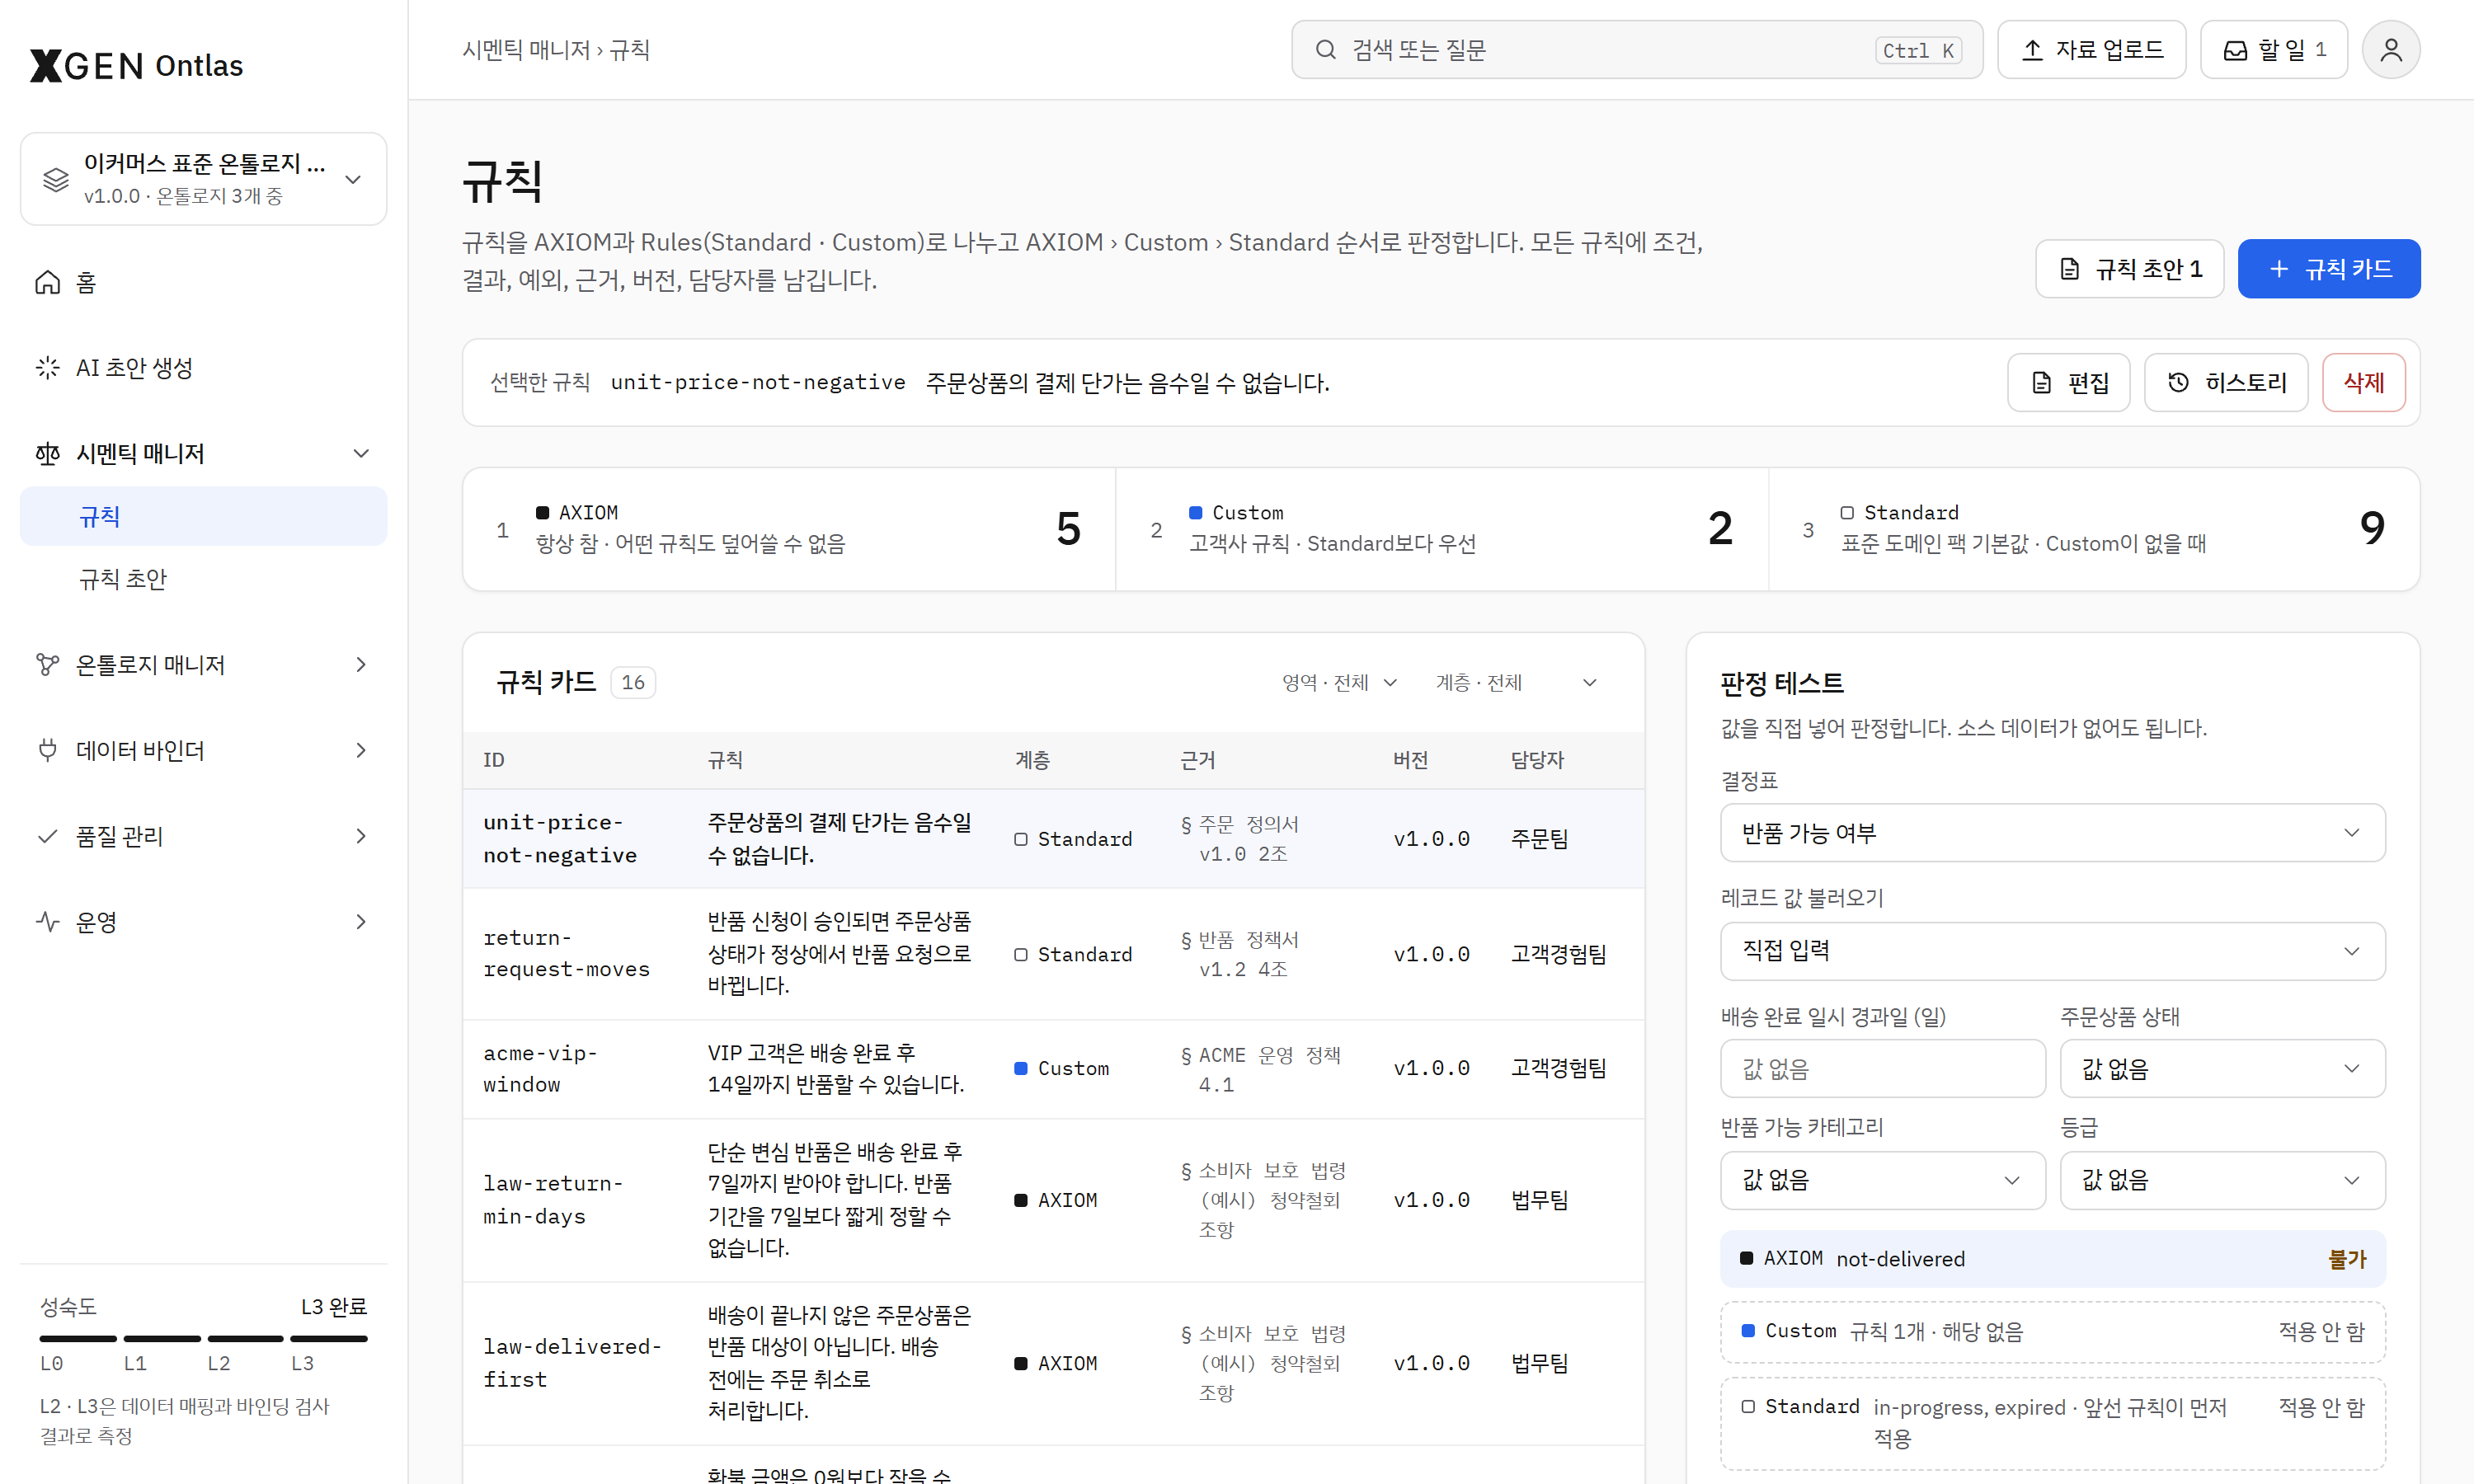 XGEN Ontlas
시멘틱 매니저 › 규칙
검색 또는 질문
Ctrl K
자료 업로드
할 일 1
이커머스 표준 온톨로지 ...
v1.0.0 · 온톨로지 3개 중
홈
AI 초안 생성
시멘틱 매니저
규칙
규칙 초안
온톨로지 매니저
데이터 바인더
품질 관리
운영
성숙도
L3 완료
L0 L1 L2 L3
L2 · L3은 데이터 매핑과 바인딩 검사
결과로 측정
규칙
규칙을 AXIOM과 Rules(Standard · Custom)로 나누고 AXIOM › Custom › Standard 순서로 판정합니다. 모든 규칙에 조건,
결과, 예외, 근거, 버전, 담당자를 남깁니다.
규칙 초안 1
규칙 카드
선택한 규칙 unit-price-not-negative 주문상품의 결제 단가는 음수일 수 없습니다.
편집
히스토리
삭제
1
AXIOM
항상 참 · 어떤 규칙도 덮어쓸 수 없음
5
2
Custom
고객사 규칙 · Standard보다 우선
2
3
Standard
표준 도메인 팩 기본값 · Custom이 없을 때
9
규칙 카드 16
영역 · 전체
계층 · 전체
ID 규칙 계층 근거 버전 담당자
unit-price-
not-negative
주문상품의 결제 단가는 음수일
수 없습니다.
Standard
§ 주문 정의서
v1.0 2조
v1.0.0
주문팀
return-
request-moves
반품 신청이 승인되면 주문상품
상태가 정상에서 반품 요청으로
바뀝니다.
Standard
§ 반품 정책서
v1.2 4조
v1.0.0
고객경험팀
acme-vip-
window
VIP 고객은 배송 완료 후
14일까지 반품할 수 있습니다.
Custom
§ ACME 운영 정책
4.1
v1.0.0
고객경험팀
law-return-
min-days
단순 변심 반품은 배송 완료 후
7일까지 받아야 합니다. 반품
기간을 7일보다 짧게 정할 수
없습니다.
AXIOM
§ 소비자 보호 법령
(예시) 청약철회
조항
v1.0.0
법무팀
law-delivered-
first
배송이 끝나지 않은 주문상품은
반품 대상이 아닙니다. 배송
전에는 주문 취소로
처리합니다.
AXIOM
§ 소비자 보호 법령
(예시) 청약철회
조항
v1.0.0
법무팀
환불 금액은 0원보다 작을 수
판정 테스트
값을 직접 넣어 판정합니다. 소스 데이터가 없어도 됩니다.
결정표
반품 가능 여부
레코드 값 불러오기
직접 입력
배송 완료 일시 경과일 (일)
값 없음
주문상품 상태
값 없음
반품 가능 카테고리
값 없음
등급
값 없음
AXIOM not-delivered
불가
Custom 규칙 1개 · 해당 없음
적용 안 함
Standard in-progress, expired · 앞선 규칙이 먼저
적용
적용 안 함